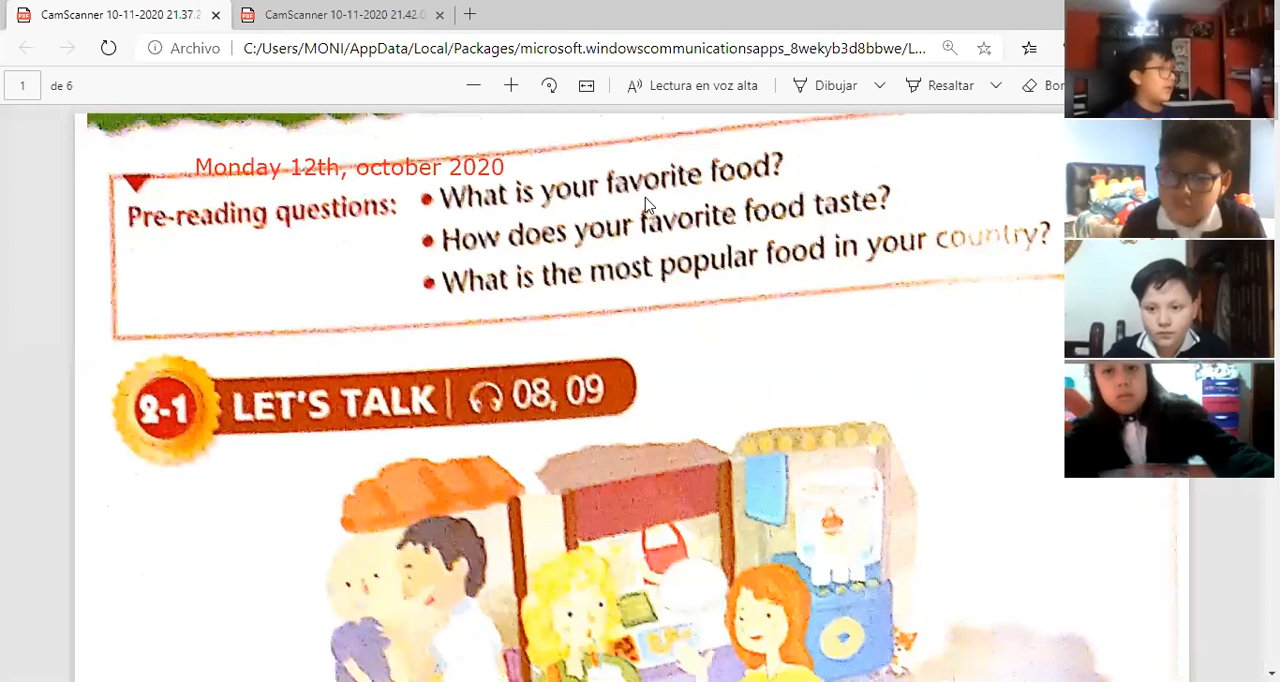 CamScanner 10-11-2020 21.37.2
CamScanner 10-11-2020 21.42.0
Archivo
C:/Users/MONI/AppData/Local/Packages/microsoft.windowscommunicationsapps_8wekyb3d8bbwe/L...
1 de 6
Lectura en voz alta
Dibujar
Resaltar
Bor
Monday 12th, october 2020
Pre-reading questions:
• What is your favorite food?
• How does your favorite food taste?
• What is the most popular food in your country?
2-1 LET'S TALK | 08, 09